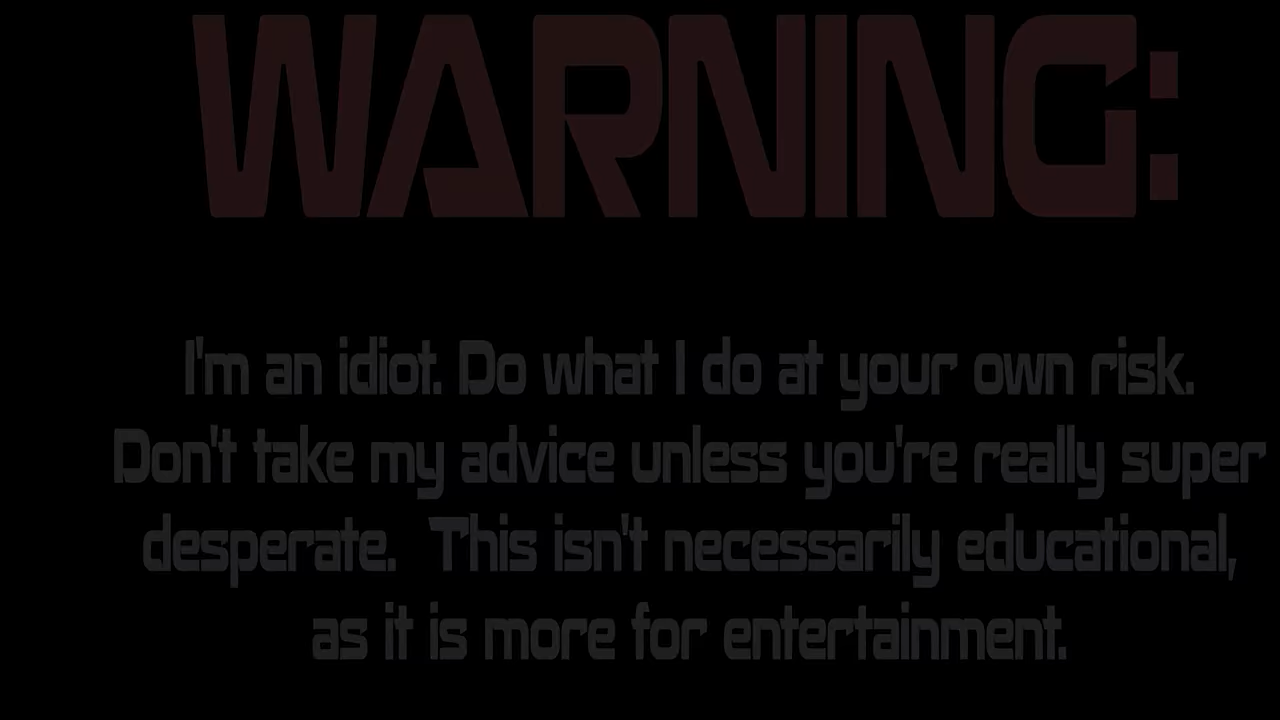 WARNING:
I'm an idiot. Do what I do at your own risk.
Don't take my advice unless you're really super
desperate.  This isn't necessarily educational,
as it is more for entertainment.